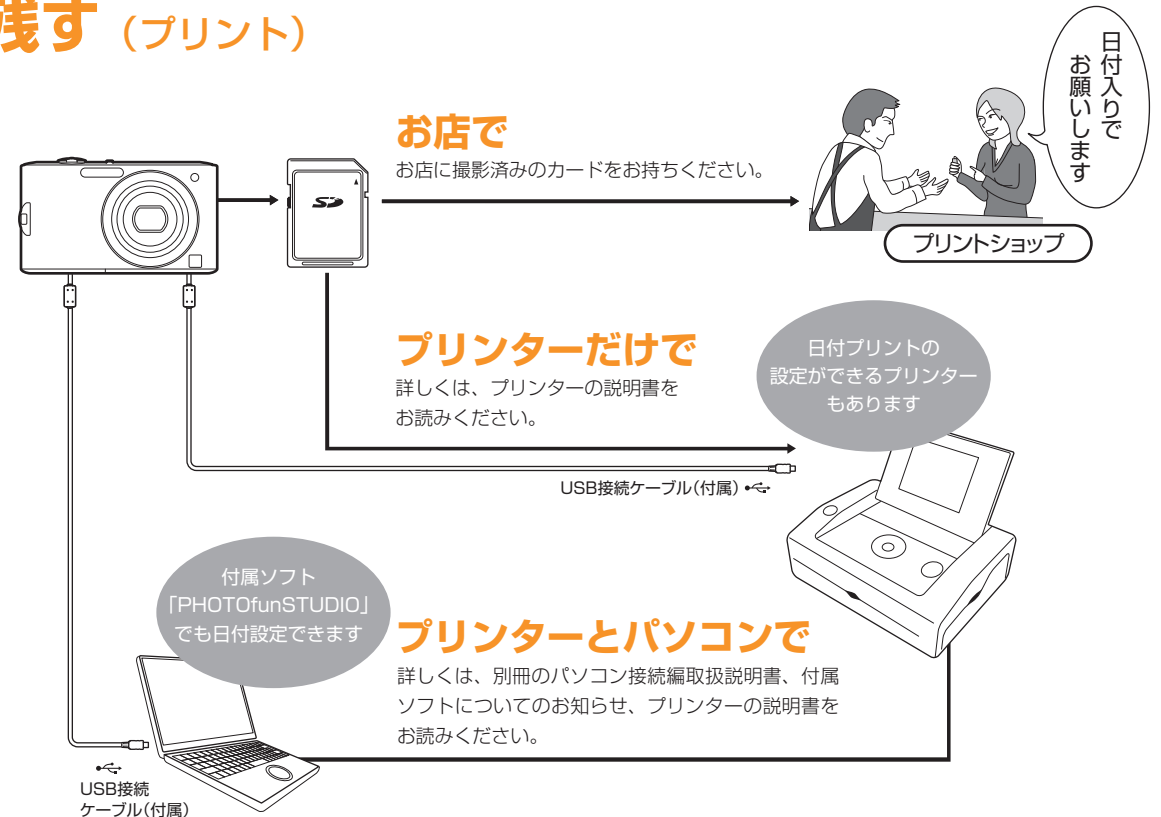 残す（プリント）
お店で
お店に撮影済みのカードをお持ちください。
日付入りで
お願いします
プリントショップ
プリンターだけで
詳しくは、プリンターの説明書を
お読みください。
日付プリントの
設定ができるプリンター
もあります
USB接続ケーブル（付属）
付属ソフト
「PHOTOfunSTUDIO」
でも日付設定できます
プリンターとパソコンで
詳しくは、別冊のパソコン接続編取扱説明書、付属
ソフトについてのお知らせ、プリンターの説明書を
お読みください。
USB接続
ケーブル（付属）
SD